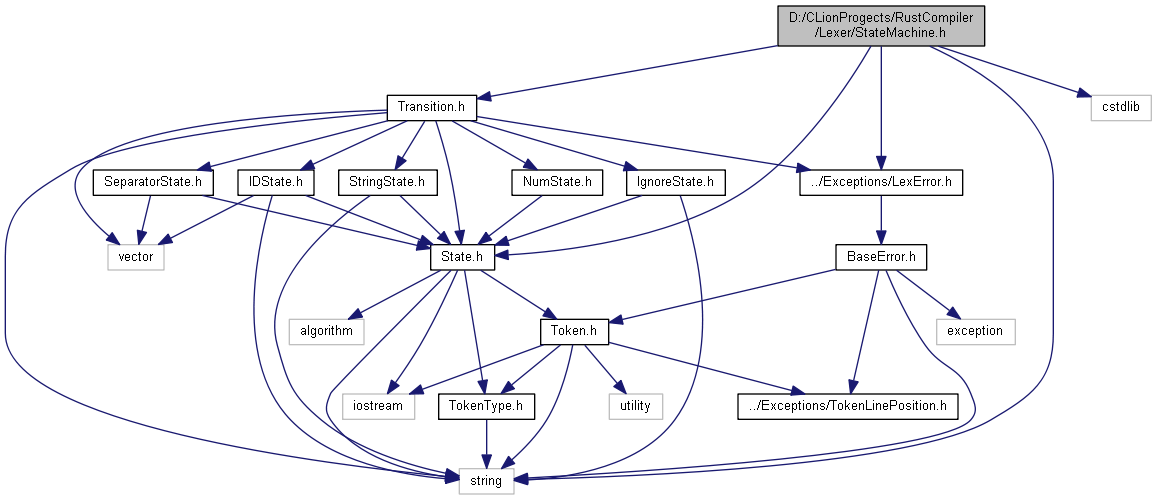 D:/CLionProgects/RustCompiler
/Lexer/StateMachine.h
Transition.h
cstdlib
SeparatorState.h
IDState.h
StringState.h
NumState.h
IgnoreState.h
../Exceptions/LexError.h
vector
State.h
BaseError.h
algorithm
Token.h
exception
iostream
TokenType.h
utility
../Exceptions/TokenLinePosition.h
string